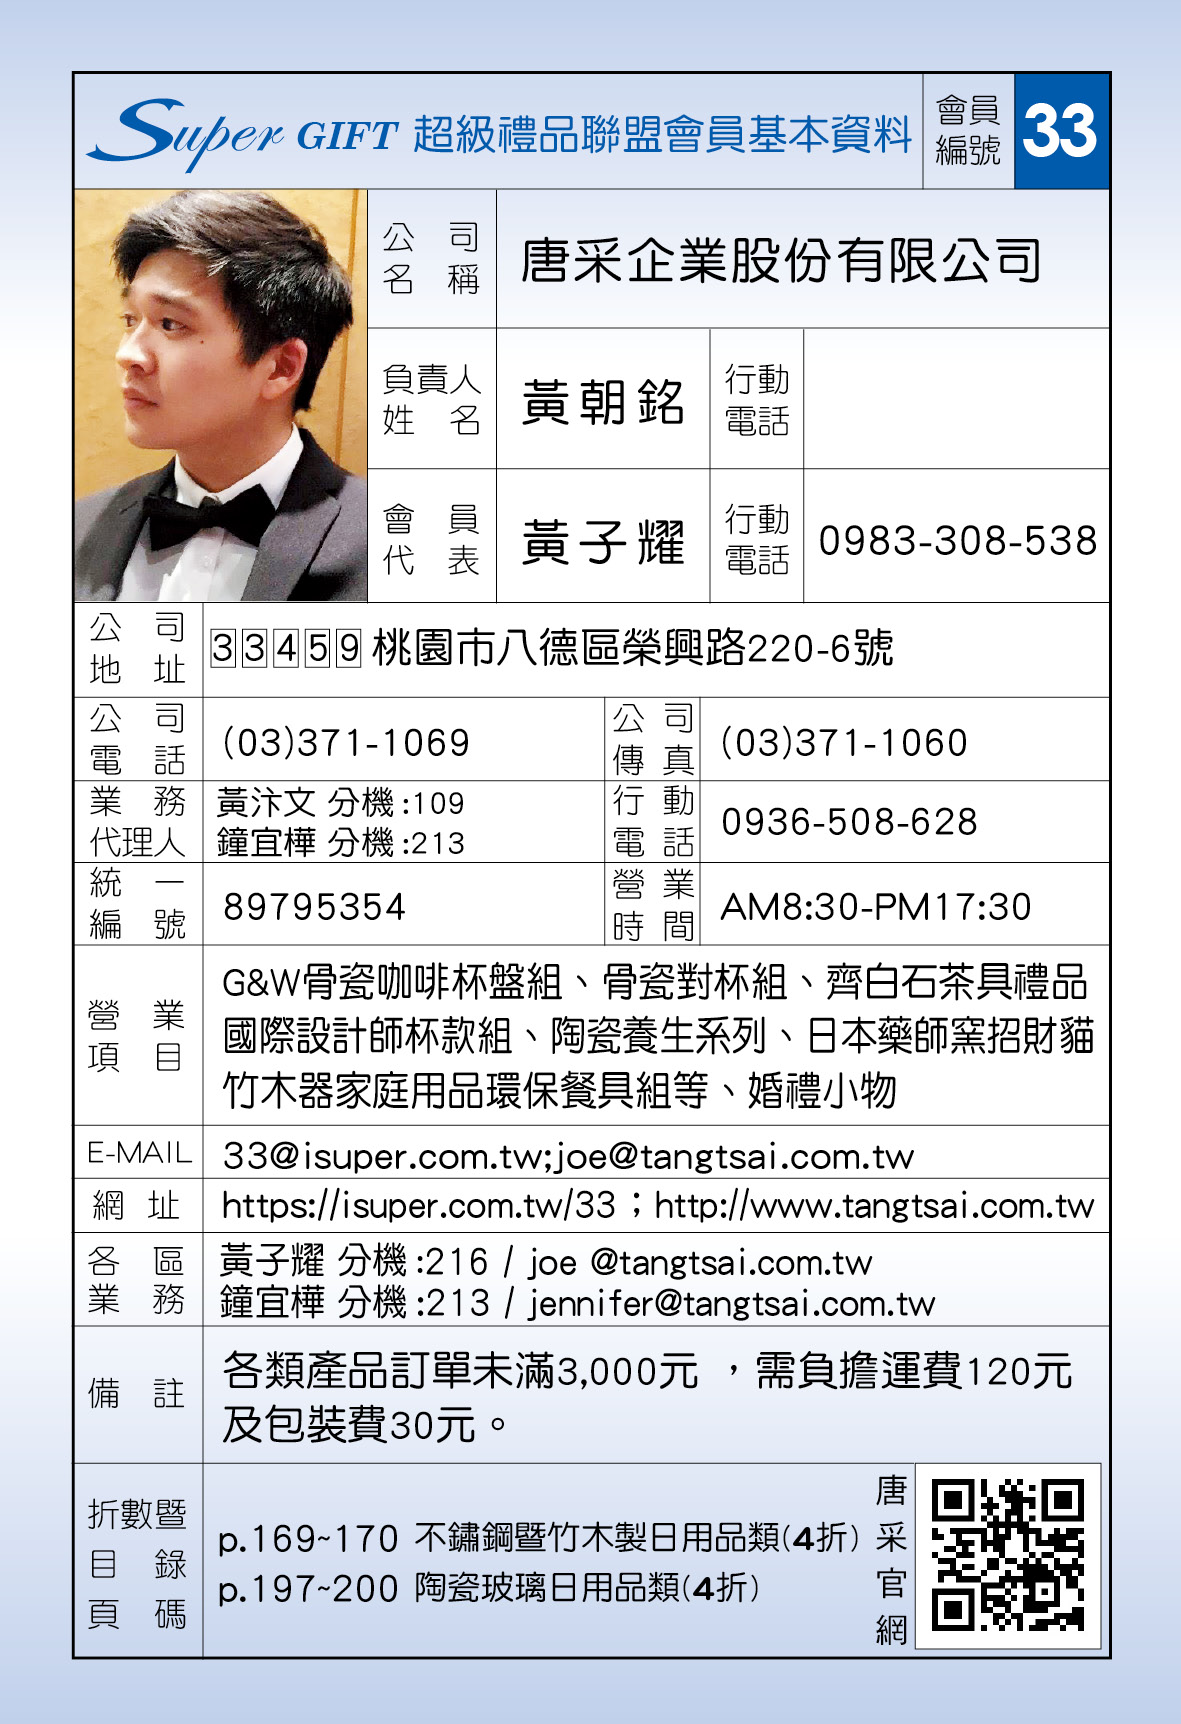 Super GIFT 超級禮品聯盟會員基本資料
會員編號 33
公司名稱 唐采企業股份有限公司
負責人姓名 黃朝銘 行動電話
會員代表 黃子耀 行動電話 0983-308-538
公司地址 33459 桃園市八德區榮興路220-6號
公司電話 (03)371-1069 公司傳真 (03)371-1060
業務代理人 黃汴文 分機:109
鐘宜樺 分機:213
行動電話 0936-508-628
統一編號 89795354 營業時間 AM8:30-PM17:30
營業項目 G&W骨瓷咖啡杯盤組、骨瓷對杯組、齊白石茶具禮品
國際設計師杯款組、陶瓷養生系列、日本藥師窯招財貓
竹木器家庭用品環保餐具組等、婚禮小物
E-MAIL 33@isuper.com.tw;joe@tangtsai.com.tw
網址 https://isuper.com.tw/33；http://www.tangtsai.com.tw
各區業務 黃子耀 分機:216 / joe @tangtsai.com.tw
鐘宜樺 分機:213 / jennifer@tangtsai.com.tw
備註 各類產品訂單未滿3,000元 ，需負擔運費120元
及包裝費30元。
折數暨目錄頁碼 p.169~170 不鏽鋼暨竹木製日用品類(4折)
p.197~200 陶瓷玻璃日用品類(4折)
唐采官網